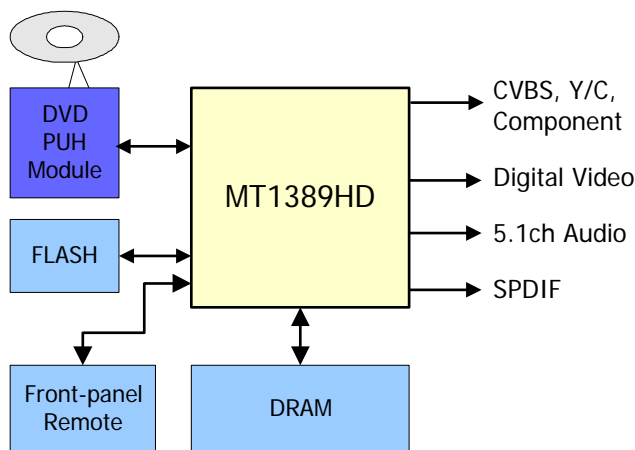 DVD
PUH
Module
FLASH
Front-panel
Remote
MT1389HD
DRAM
CVBS, Y/C,
Component
Digital Video
5.1ch Audio
SPDIF